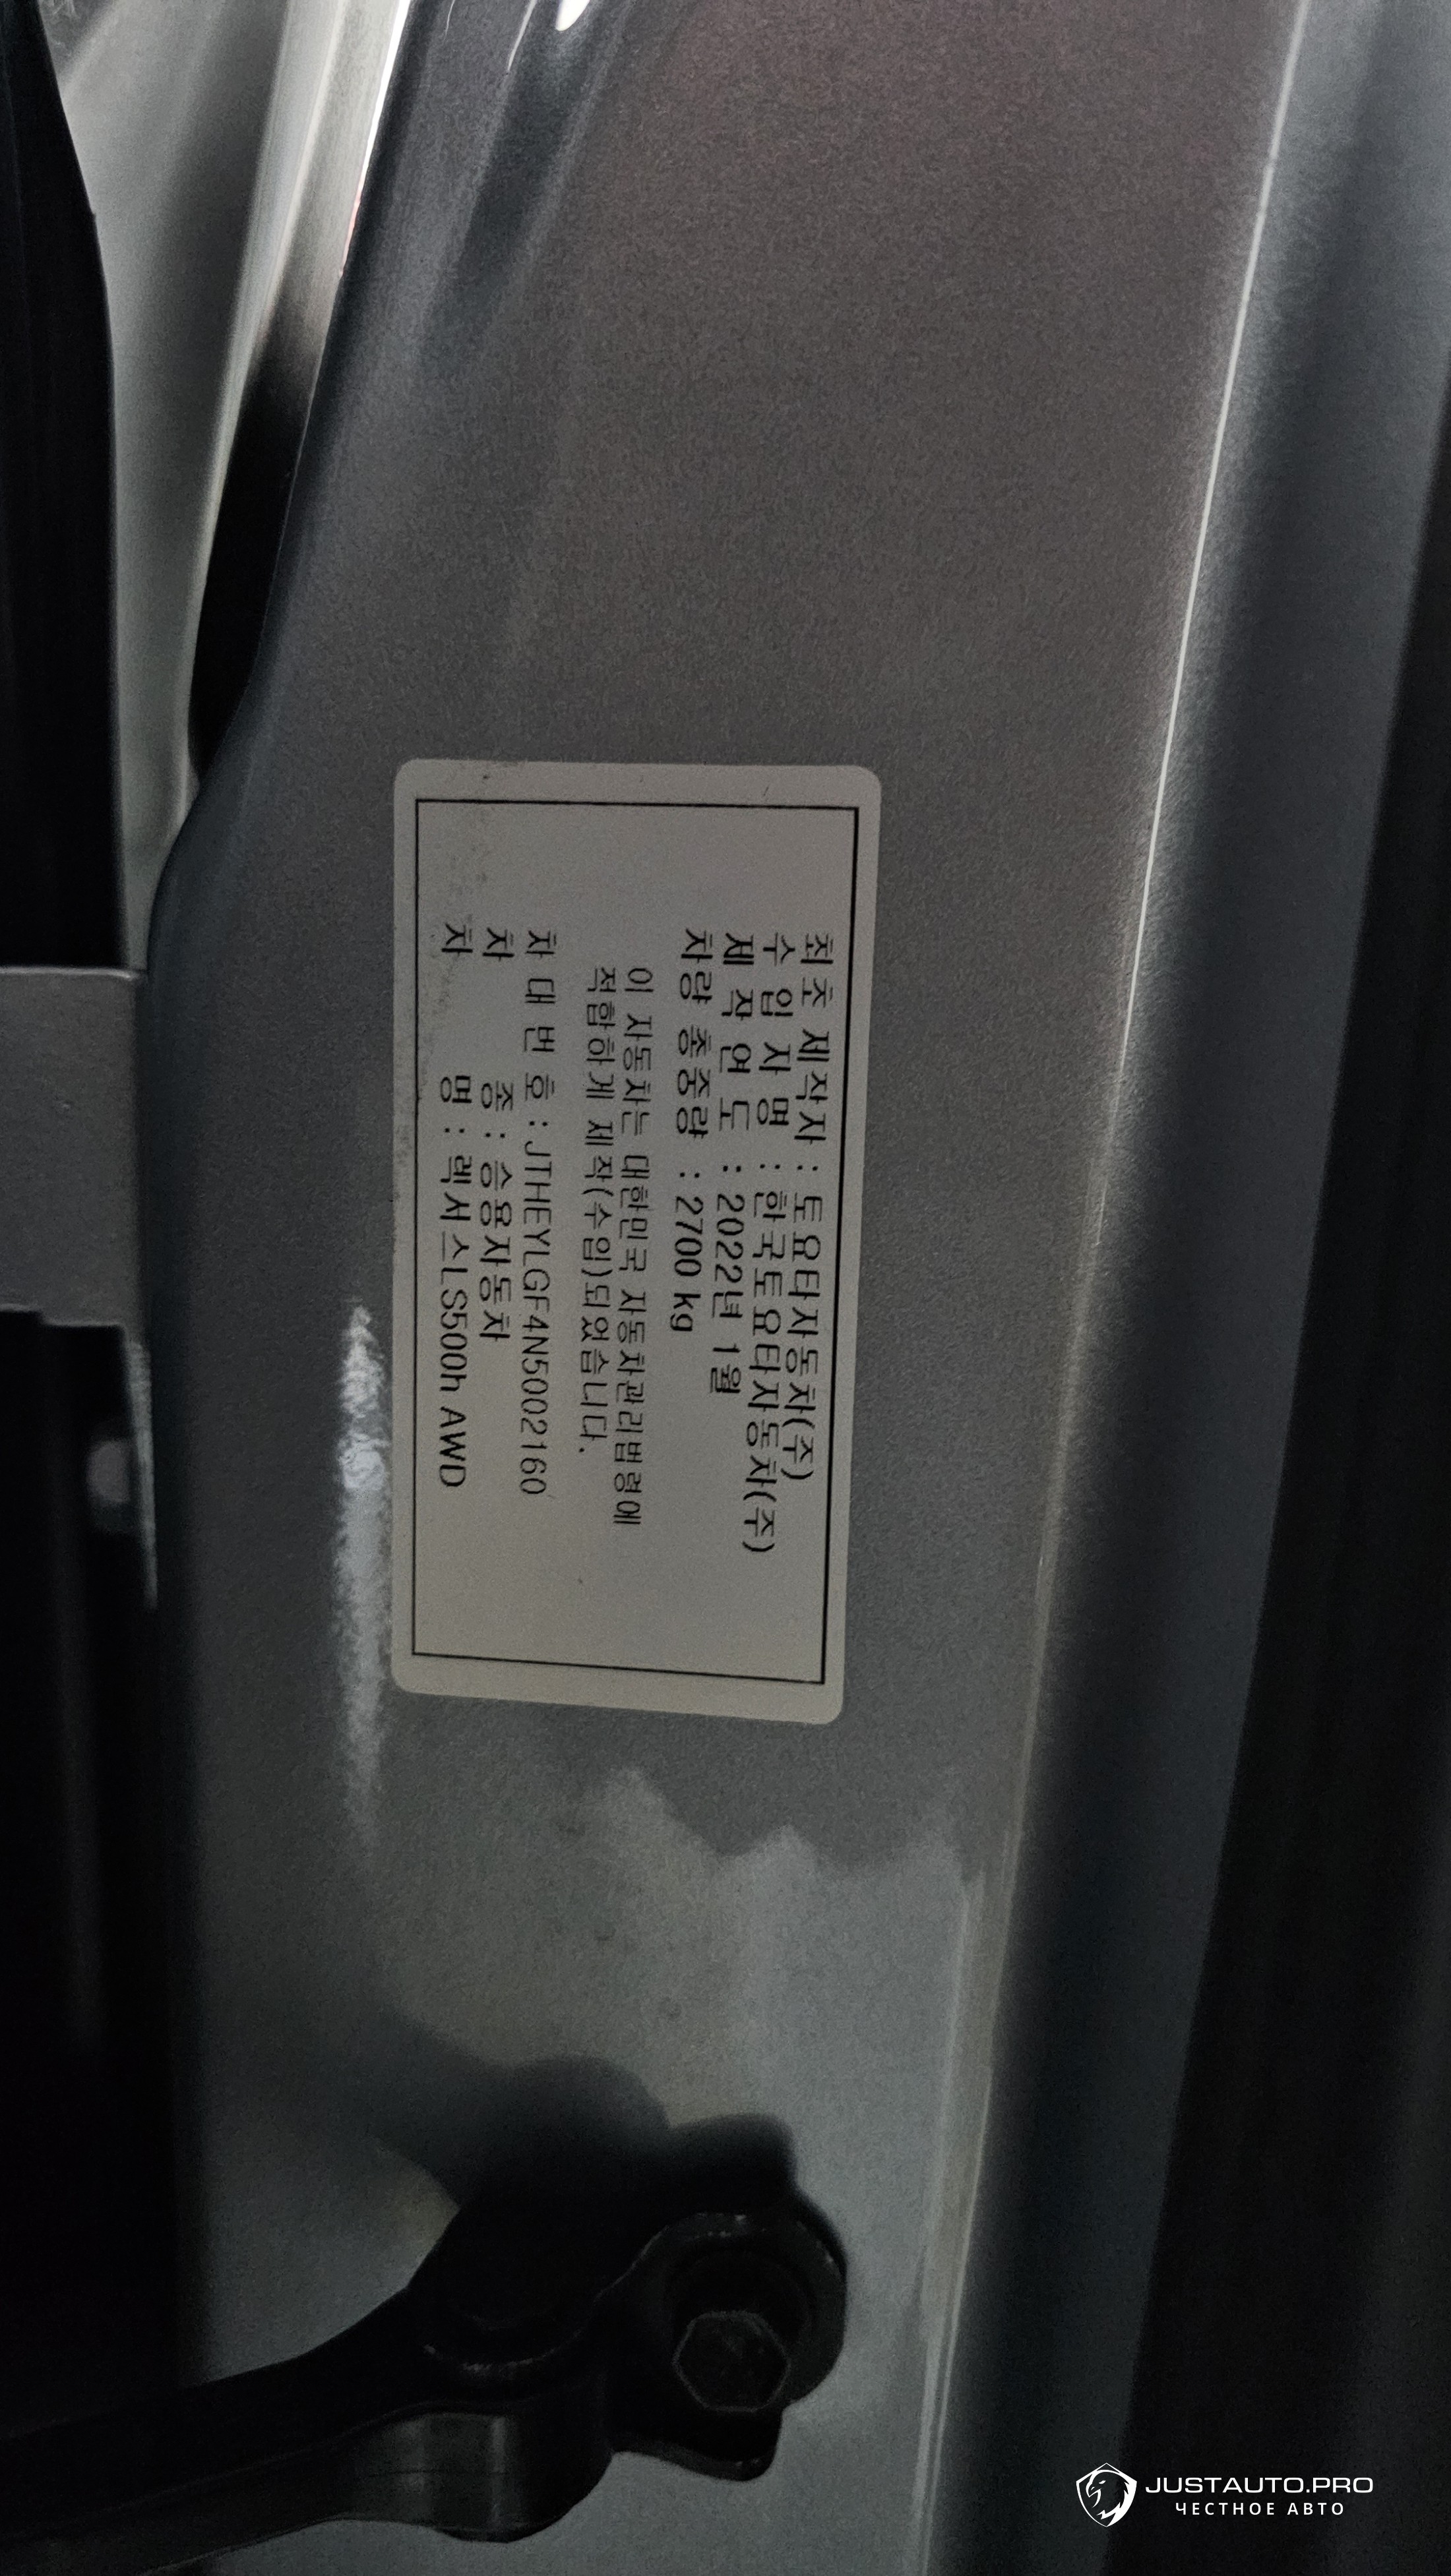 최초 제작자 : 토요타자동차(주)
수 입 자 명 : 한국토요타자동차(주)
제 작 연 도 : 2022년 1월
차량 총중량 : 2700 kg
이 자동차는 대한민국 자동차관리법령에
적합하게 제작(수입)되었습니다.
차 대 번 호 : JTHEYLGF4N5002160
차 종 : 승용자동차
차 명 : 렉서스LS500h AWD
JUSTAUTO.PRO
ЧЕСТНОЕ АВТО